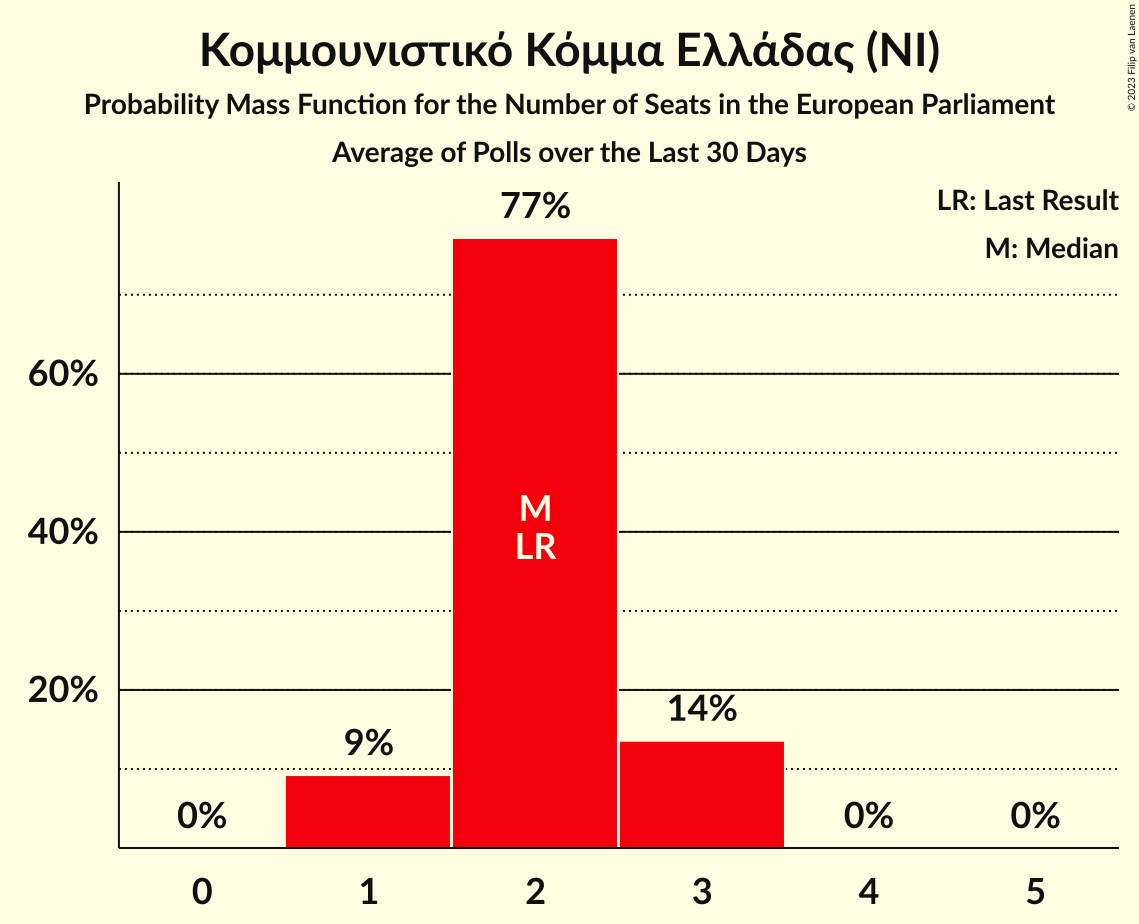 Κομμουνιστικό Κόμμα Ελλάδας (NI)
Probability Mass Function for the Number of Seats in the European Parliament
Average of Polls over the Last 30 Days
© 2023 Filip van Laenen
LR: Last Result
M: Median
77%
60%
M
40%
LR
20%
14%
9%
0%
0%
0%
0 1 2 3 4 5